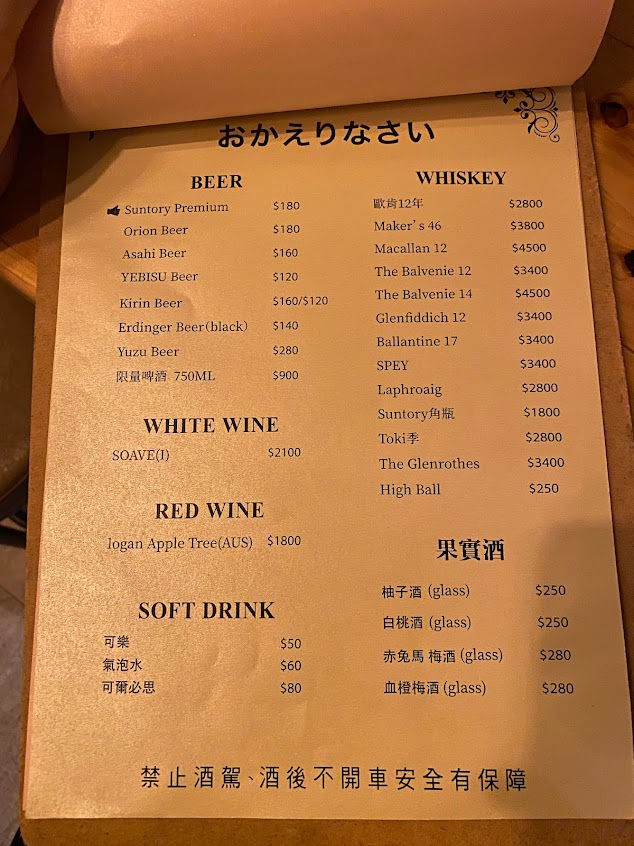 おかえりなさい
BEER
Suntory Premium $180
Orion Beer $180
Asahi Beer $160
YEBISU Beer $120
Kirin Beer $160/$120
Erdinger Beer(black) $140
Yuzu Beer $280
限量啤酒 750ML $900
WHITE WINE
SOAVE(I) $2100
RED WINE
logan Apple Tree(AUS) $1800
SOFT DRINK
可樂 $50
氣泡水 $60
可爾必思 $80
WHISKEY
歐肯12年 $2800
Maker's 46 $3800
Macallan 12 $4500
The Balvenie 12 $3400
The Balvenie 14 $4500
Glenfiddich 12 $3400
Ballantine 17 $3400
SPEY $3400
Laphroaig $2800
Suntory角瓶 $1800
Toki季 $2800
The Glenrothes $3400
High Ball $250
果實酒
柚子酒 (glass) $250
白桃酒 (glass) $250
赤兔馬 梅酒 (glass) $280
血橙梅酒 (glass) $280
禁止酒駕、酒後不開車安全有保障